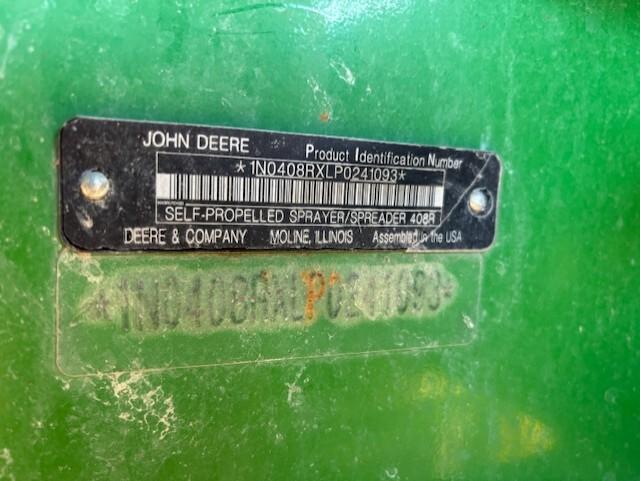 JOHN DEERE
Product Identification Number
*1N0408RXLP0241093*
SELF-PROPELLED SPRAYER/SPREADER 408R
DEERE & COMPANY MOLINE, ILLINOIS Assembled in the USA
*1N0408RXLP0241093*